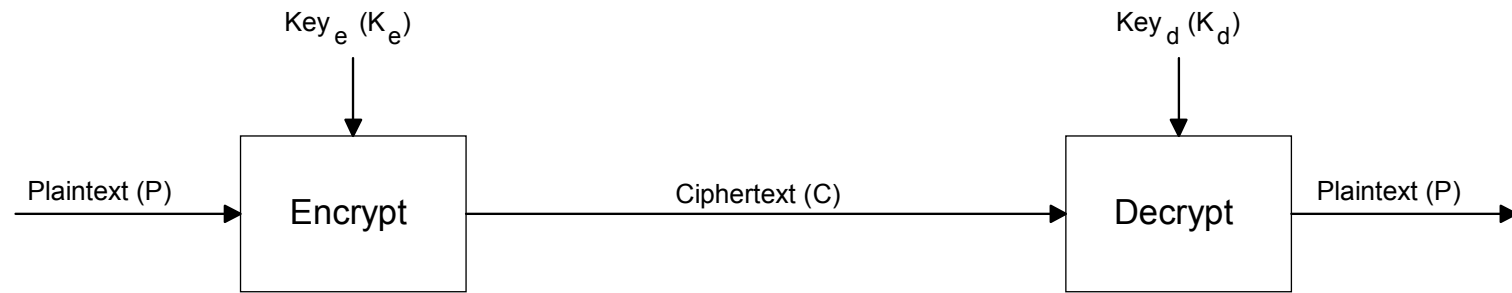 Key e (K e)
Key d (K d)
Plaintext (P)
Encrypt
Ciphertext (C)
Decrypt
Plaintext (P)